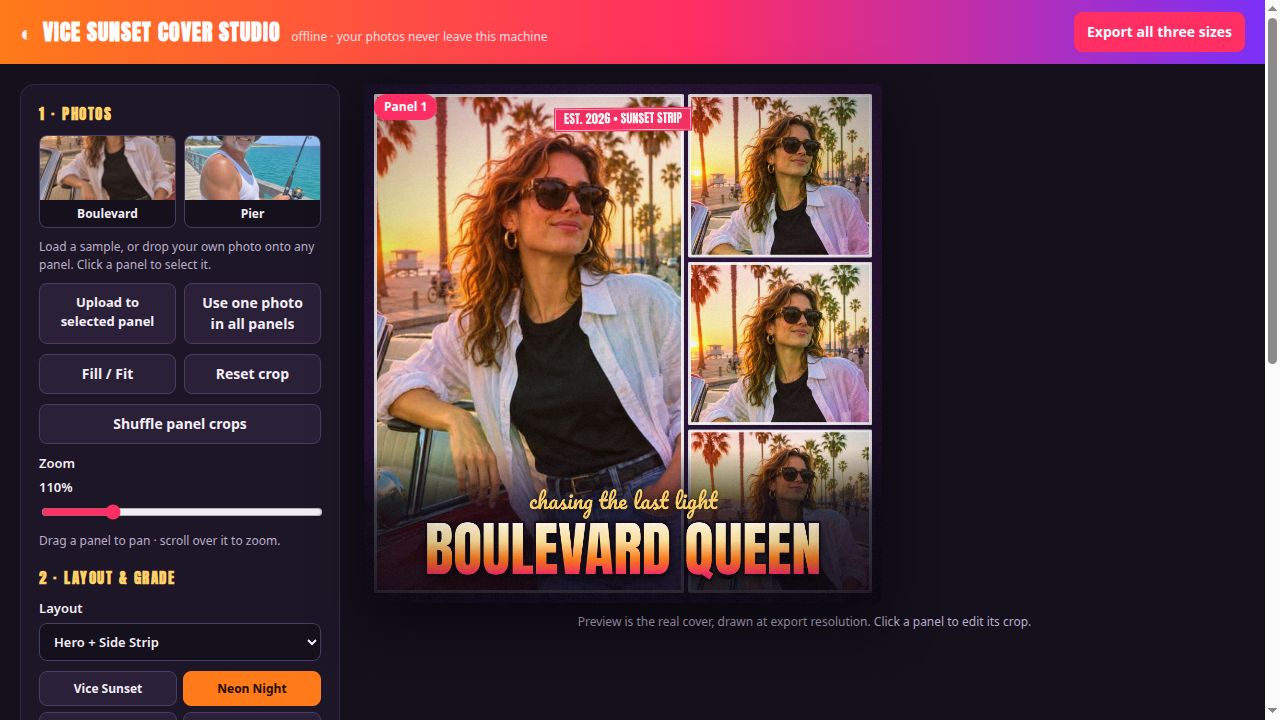 VICE SUNSET COVER STUDIO
offline · your photos never leave this machine
Export all three sizes
1 · PHOTOS
Boulevard
Pier
Load a sample, or drop your own photo onto any
panel. Click a panel to select it.
Upload to
selected panel
Use one photo
in all panels
Fill / Fit
Reset crop
Shuffle panel crops
Zoom
110%
Drag a panel to pan · scroll over it to zoom.
2 · LAYOUT & GRADE
Layout
Hero + Side Strip
Vice Sunset
Neon Night
Panel 1
EST. 2026 • SUNSET STRIP
chasing the last light
BOULEVARD QUEEN
Preview is the real cover, drawn at export resolution. Click a panel to edit its crop.